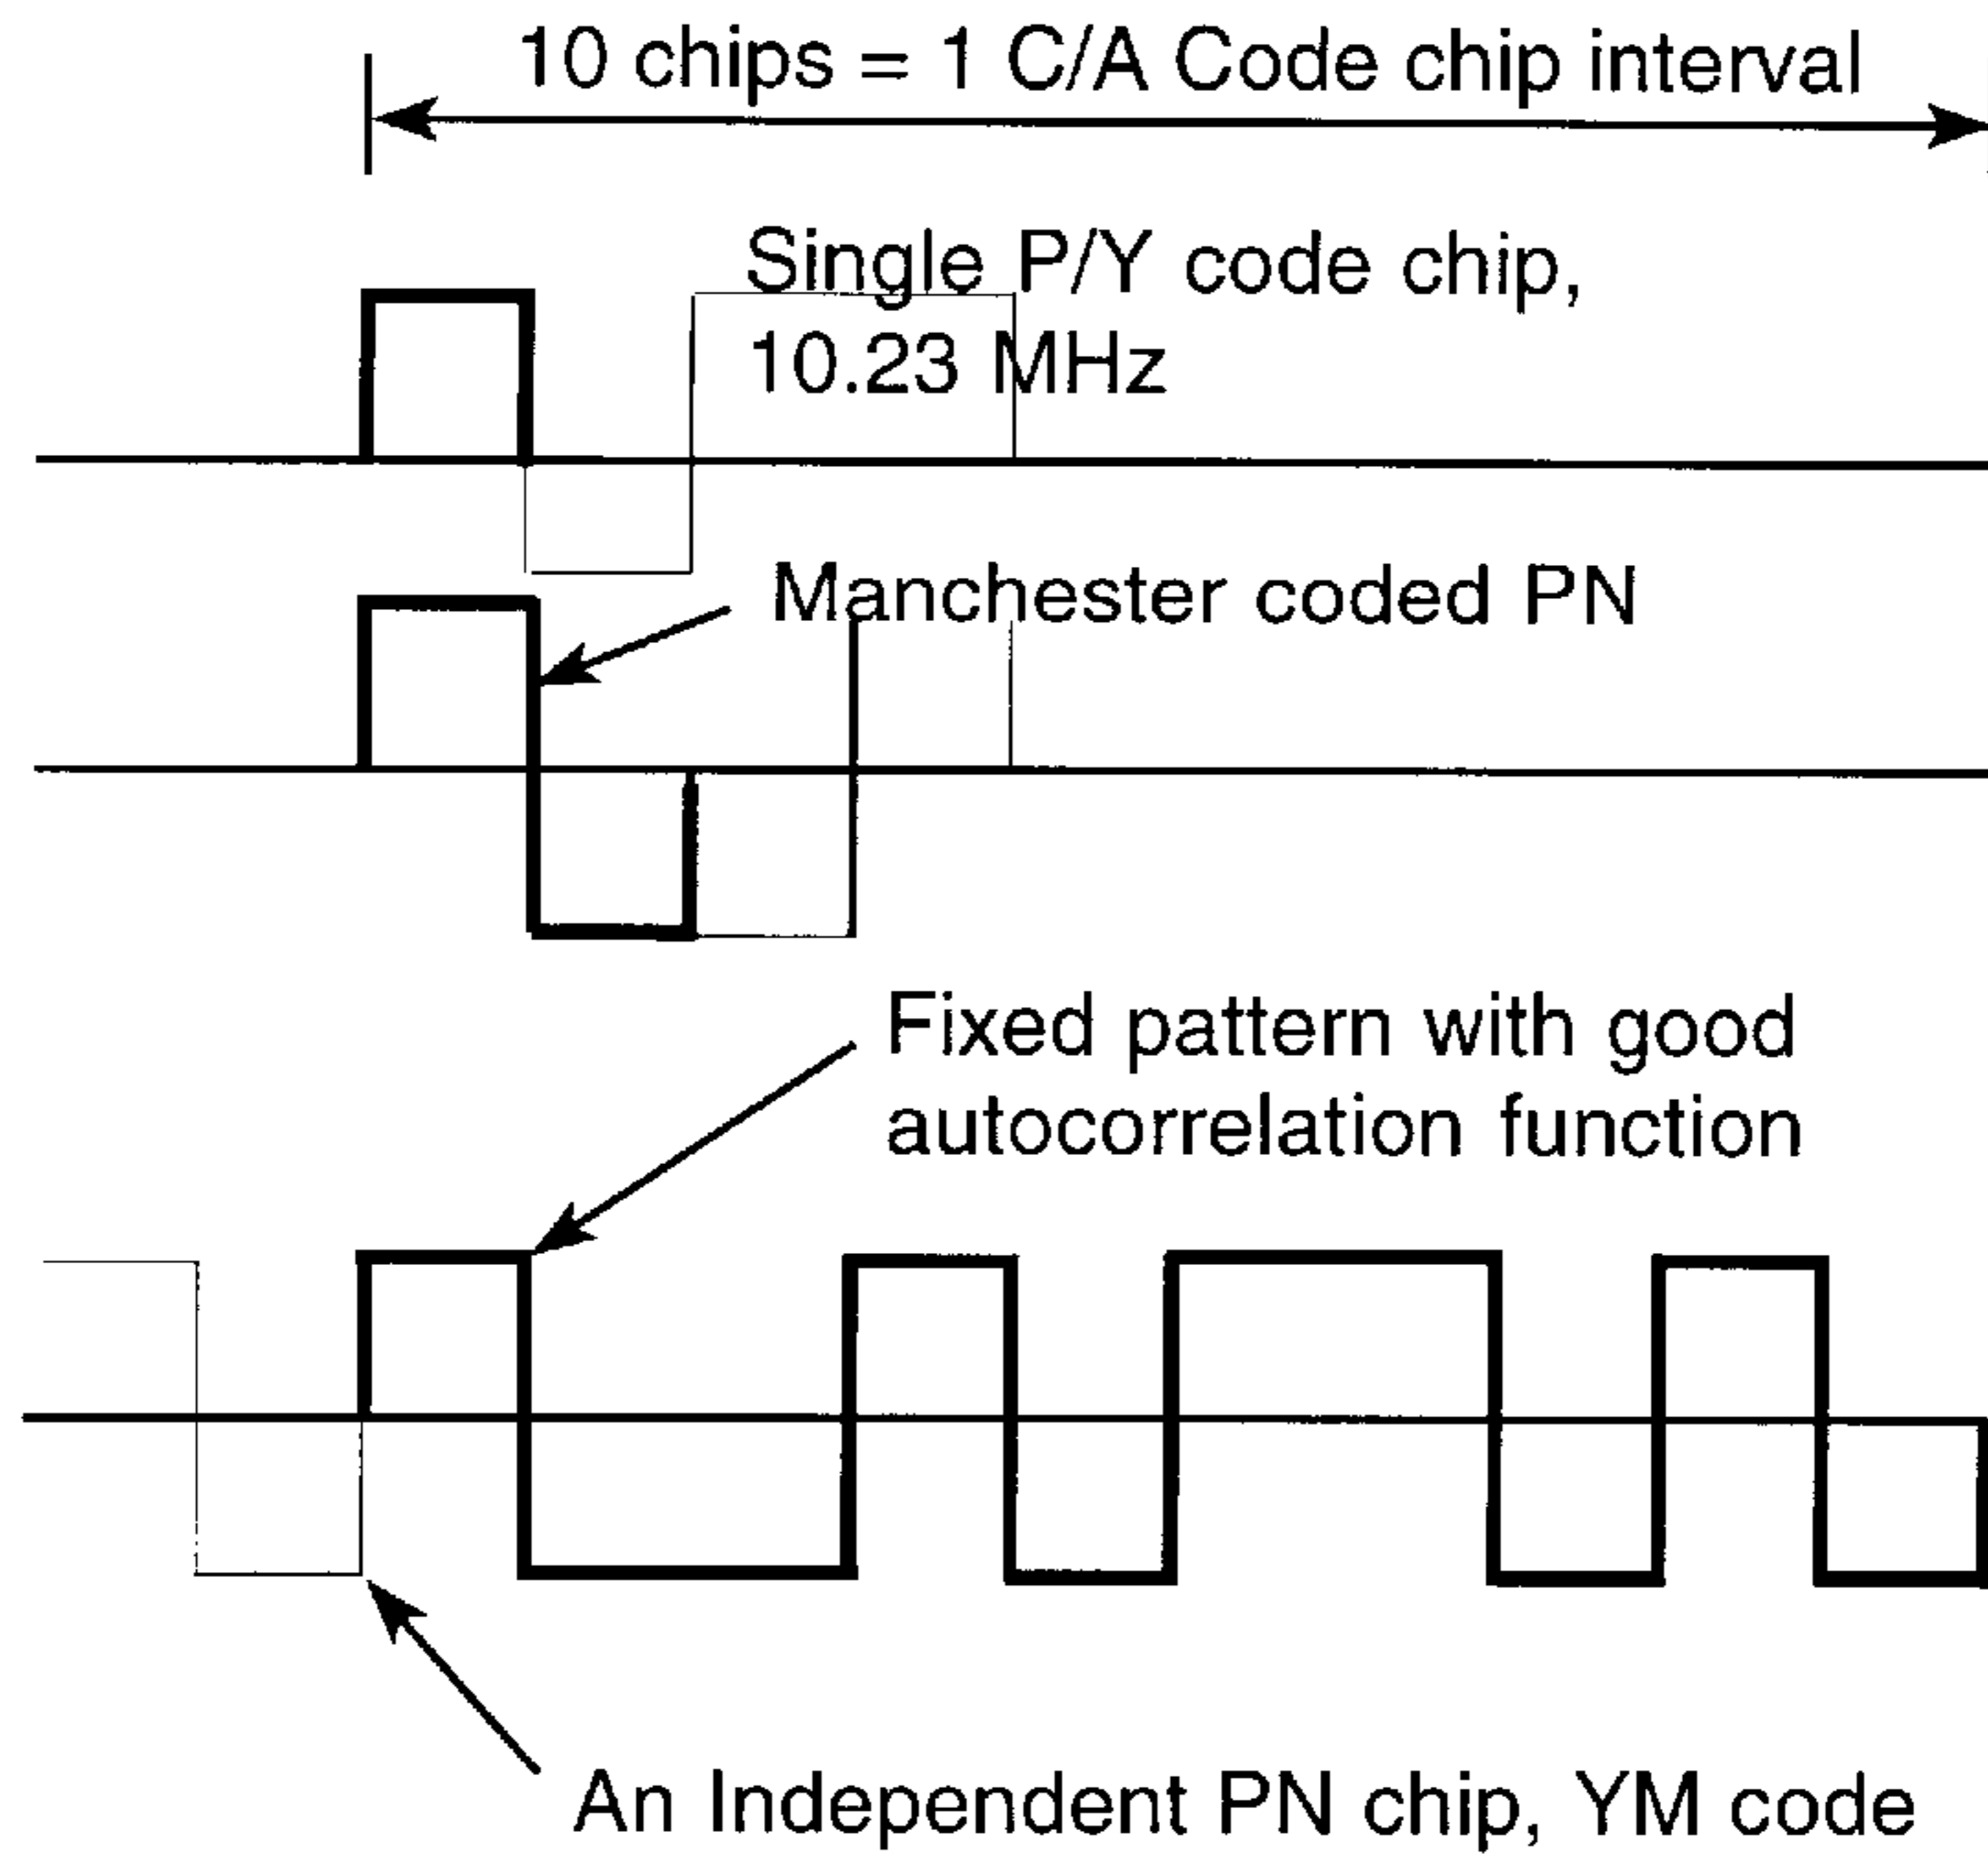 10 chips = 1 C/A Code chip interval
Single P/Y code chip,
10.23 MHz
Manchester coded PN
Fixed pattern with good
autocorrelation function
An Independent PN chip, YM code